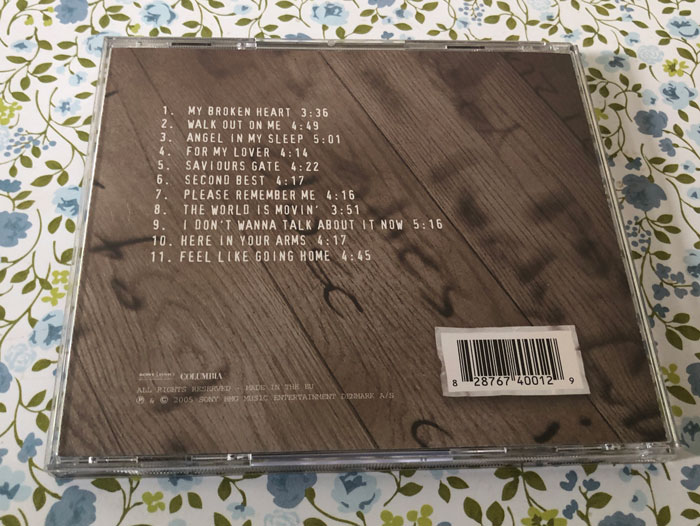 1. MY BROKEN HEART 3:36
2. WALK OUT ON ME 4:49
3. ANGEL IN MY SLEEP 5:01
4. FOR MY LOVER 4:14
5. SAVIOURS GATE 4:22
6. SECOND BEST 4:17
7. PLEASE REMEMBER ME 4:16
8. THE WORLD IS MOVIN' 3:51
9. I DON'T WANNA TALK ABOUT IT NOW 5:16
10. HERE IN YOUR ARMS 4:17
11. FEEL LIKE GOING HOME 4:45
COLUMBIA
ALL RIGHTS RESERVED - MADE IN THE EU
℗ & © 2005 SONY BMG MUSIC ENTERTAINMENT DENMARK A/S
8 28767 40012 9